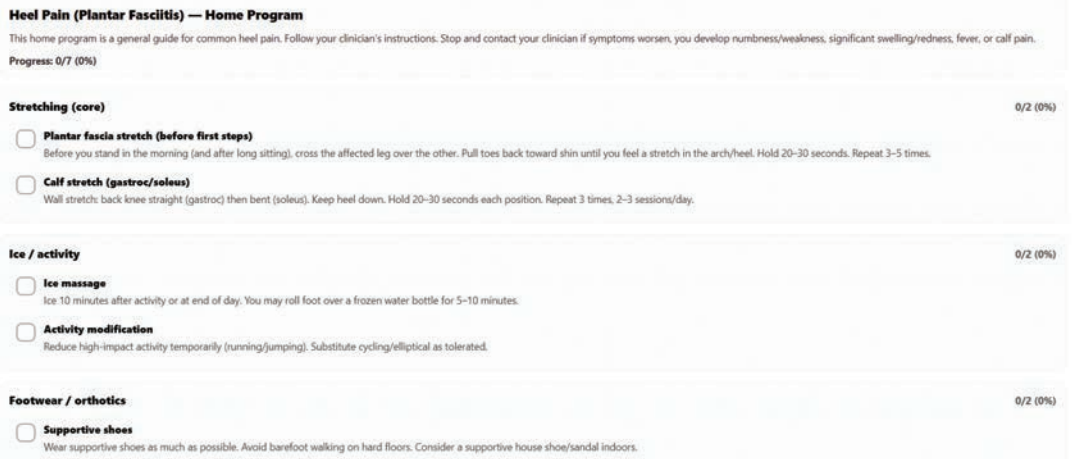 Heel Pain (Plantar Fasciitis) — Home Program
This home program is a general guide for common heel pain. Follow your clinician's instructions. Stop and contact your clinician if symptoms worsen, you develop numbness/weakness, significant swelling/redness, fever, or calf pain.
Progress: 0/7 (0%)
Stretching (core) 0/2 (0%)
Plantar fascia stretch (before first steps)
Before you stand in the morning (and after long sitting), cross the affected leg over the other. Pull toes back toward shin until you feel a stretch in the arch/heel. Hold 20–30 seconds. Repeat 3–5 times.
Calf stretch (gastroc/soleus)
Wall stretch: back knee straight (gastroc) then bent (soleus). Keep heel down. Hold 20–30 seconds each position. Repeat 3 times, 2–3 sessions/day.
Ice / activity 0/2 (0%)
Ice massage
Ice 10 minutes after activity or at end of day. You may roll foot over a frozen water bottle for 5–10 minutes.
Activity modification
Reduce high-impact activity temporarily (running/jumping). Substitute cycling/elliptical as tolerated.
Footwear / orthotics 0/2 (0%)
Supportive shoes
Wear supportive shoes as much as possible. Avoid barefoot walking on hard floors. Consider a supportive house shoe/sandal indoors.